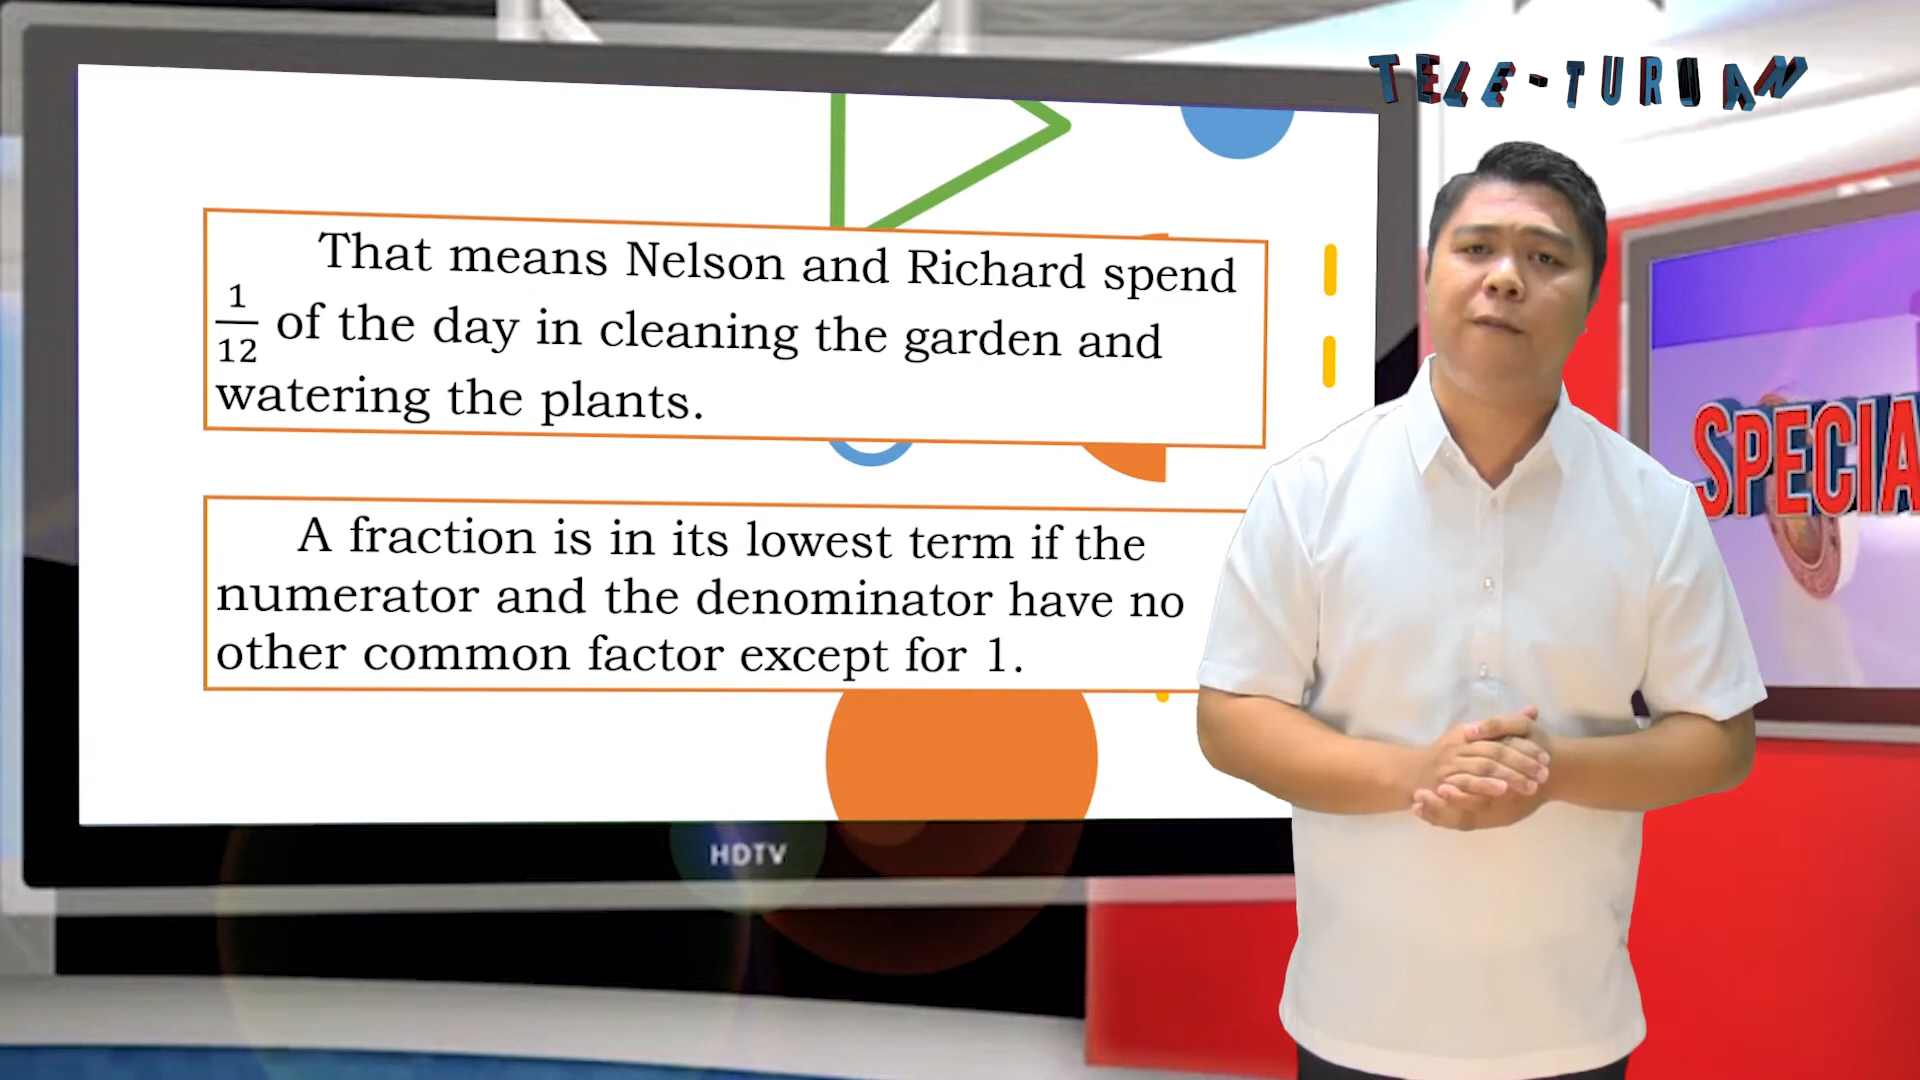 TELE-TURUAN
That means Nelson and Richard spend
1/12 of the day in cleaning the garden and
watering the plants.
A fraction is in its lowest term if the
numerator and the denominator have no
other common factor except for 1.
SPECIA
HDTV